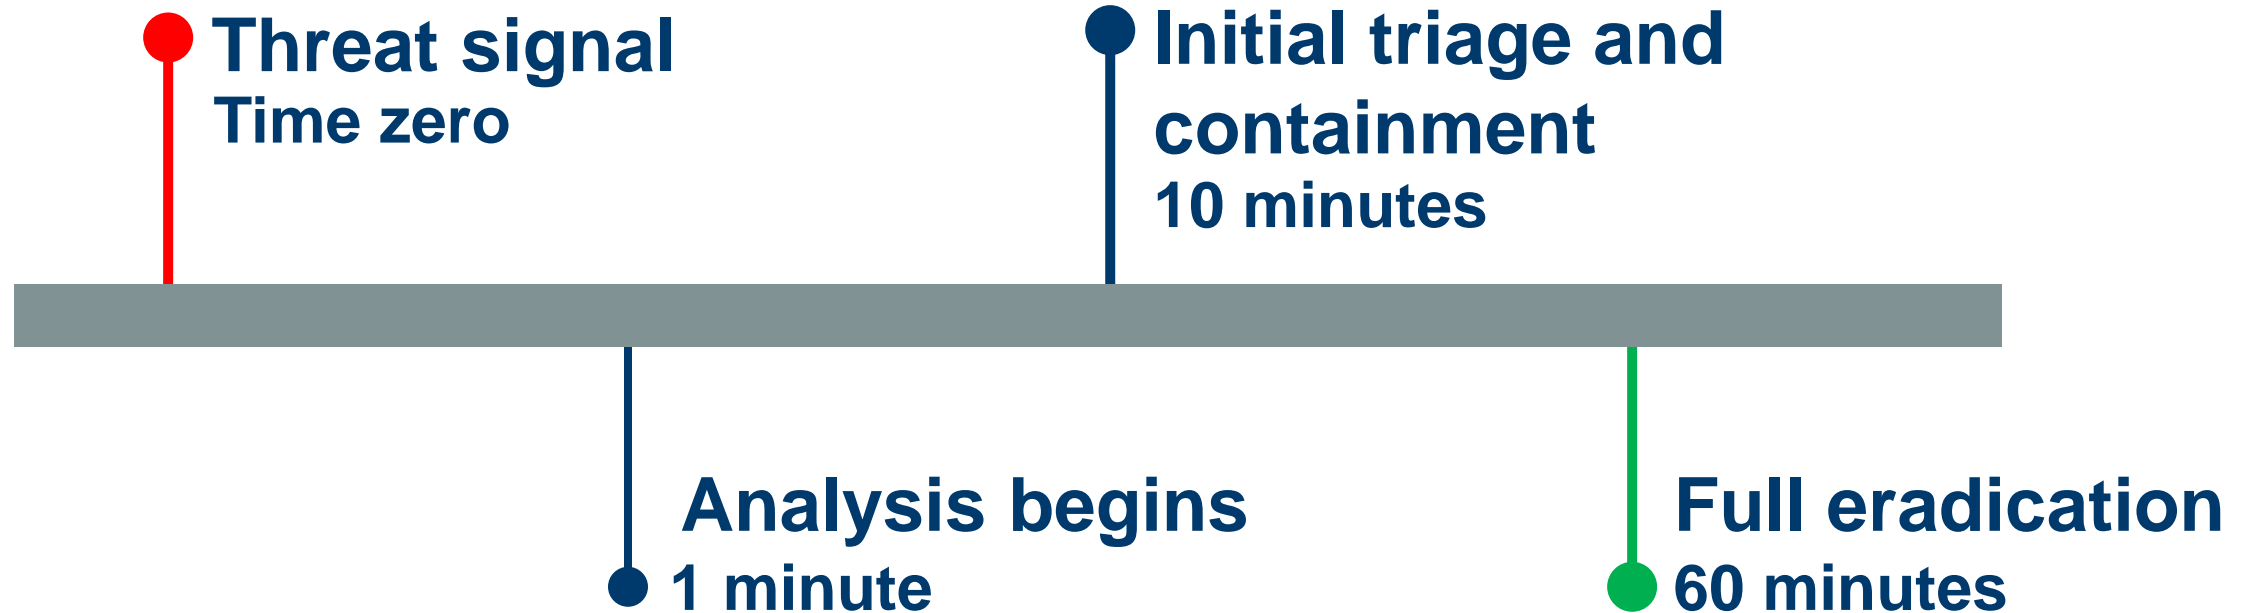 Threat signal
Time zero
Initial triage and
containment
10 minutes
Analysis begins
1 minute
Full eradication
60 minutes